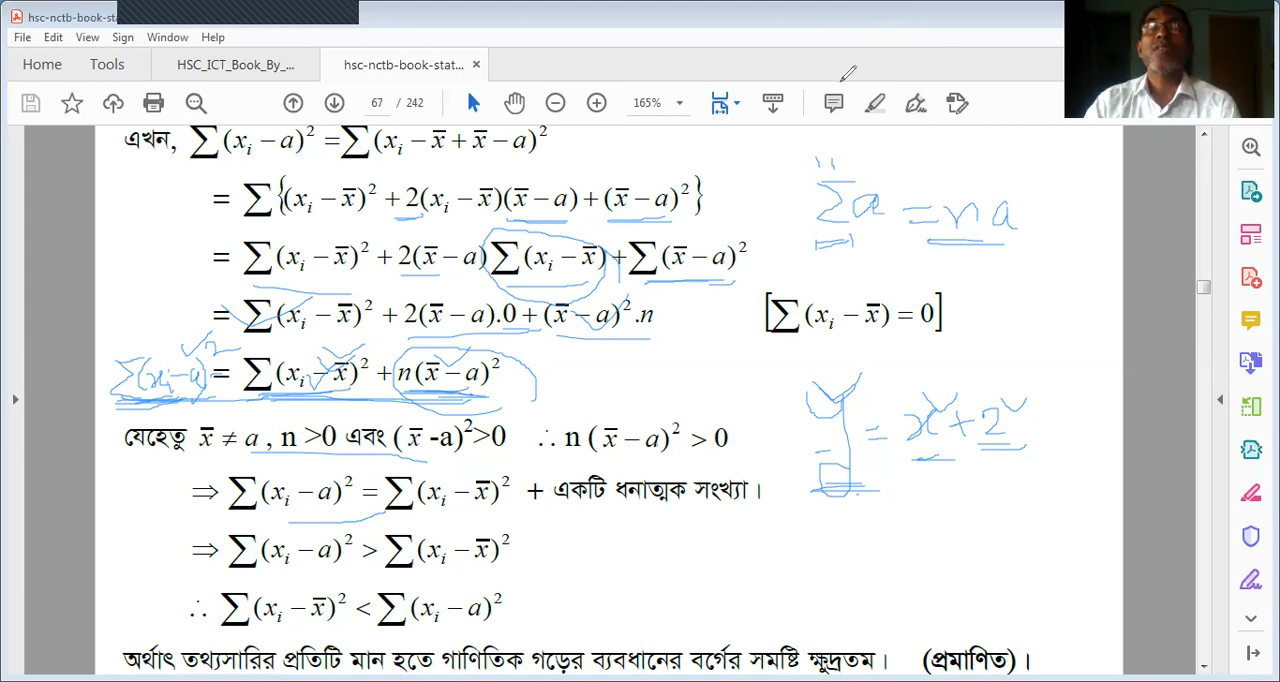 hsc-nctb-book-sta
File Edit View Sign Window Help
Home Tools HSC_ICT_Book_By_... hsc-nctb-book-stat... ×
67 / 242 165%
এখন, ∑(xᵢ − a)² = ∑(xᵢ − x̄ + x̄ − a)²
= ∑{(xᵢ − x̄)² + 2(xᵢ − x̄)(x̄ − a) + (x̄ − a)²}
∑a = na
= ∑(xᵢ − x̄)² + 2(x̄ − a)∑(xᵢ − x̄) + ∑(x̄ − a)²
= ∑(xᵢ − x̄)² + 2(x̄ − a).0 + (x̄ − a)².n [∑(xᵢ − x̄) = 0]
∑(xᵢ − a)² = ∑(xᵢ − x̄)² + n(x̄ − a)²
যেহেতু x̄ ≠ a , n >0 এবং (x̄ -a)²>0 ∴ n (x̄ − a)² > 0
y = x + 2
⇒ ∑(xᵢ − a)² = ∑(xᵢ − x̄)² + একটি ধনাত্মক সংখ্যা।
⇒ ∑(xᵢ − a)² > ∑(xᵢ − x̄)²
∴ ∑(xᵢ − x̄)² < ∑(xᵢ − a)²
অর্থাৎ তথ্যসারির প্রতিটি মান হতে গাণিতিক গড়ের ব্যবধানের বর্গের সমষ্টি ক্ষুদ্রতম। (প্রমাণিত)।